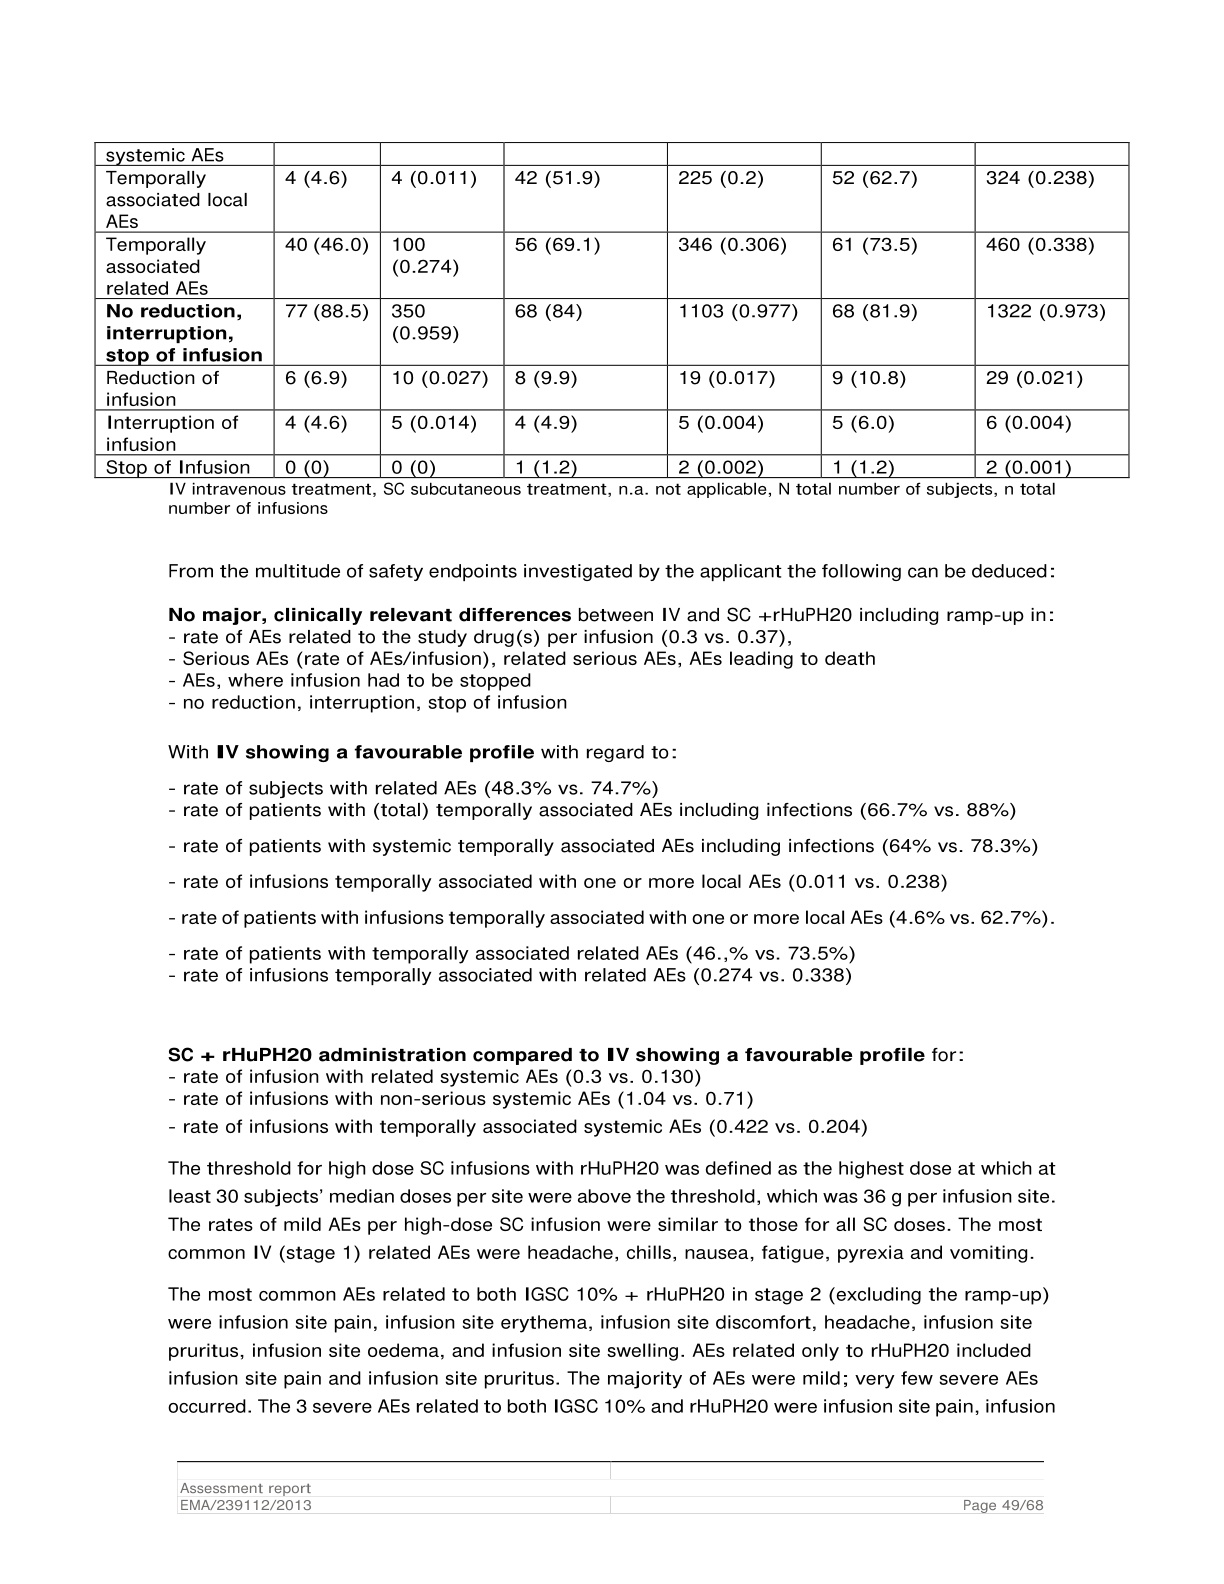 systemic AEs
Temporally associated local AEs 4 (4.6) 4 (0.011) 42 (51.9) 225 (0.2) 52 (62.7) 324 (0.238)
Temporally associated related AEs 40 (46.0) 100 (0.274) 56 (69.1) 346 (0.306) 61 (73.5) 460 (0.338)
No reduction, interruption, stop of infusion 77 (88.5) 350 (0.959) 68 (84) 1103 (0.977) 68 (81.9) 1322 (0.973)
Reduction of infusion 6 (6.9) 10 (0.027) 8 (9.9) 19 (0.017) 9 (10.8) 29 (0.021)
Interruption of infusion 4 (4.6) 5 (0.014) 4 (4.9) 5 (0.004) 5 (6.0) 6 (0.004)
Stop of Infusion 0 (0) 0 (0) 1 (1.2) 2 (0.002) 1 (1.2) 2 (0.001)
IV intravenous treatment, SC subcutaneous treatment, n.a. not applicable, N total number of subjects, n total
number of infusions
From the multitude of safety endpoints investigated by the applicant the following can be deduced:
No major, clinically relevant differences between IV and SC +rHuPH20 including ramp-up in:
- rate of AEs related to the study drug(s) per infusion (0.3 vs. 0.37),
- Serious AEs (rate of AEs/infusion), related serious AEs, AEs leading to death
- AEs, where infusion had to be stopped
- no reduction, interruption, stop of infusion
With IV showing a favourable profile with regard to:
- rate of subjects with related AEs (48.3% vs. 74.7%)
- rate of patients with (total) temporally associated AEs including infections (66.7% vs. 88%)
- rate of patients with systemic temporally associated AEs including infections (64% vs. 78.3%)
- rate of infusions temporally associated with one or more local AEs (0.011 vs. 0.238)
- rate of patients with infusions temporally associated with one or more local AEs (4.6% vs. 62.7%).
- rate of patients with temporally associated related AEs (46.,% vs. 73.5%)
- rate of infusions temporally associated with related AEs (0.274 vs. 0.338)
SC + rHuPH20 administration compared to IV showing a favourable profile for:
- rate of infusion with related systemic AEs (0.3 vs. 0.130)
- rate of infusions with non-serious systemic AEs (1.04 vs. 0.71)
- rate of infusions with temporally associated systemic AEs (0.422 vs. 0.204)
The threshold for high dose SC infusions with rHuPH20 was defined as the highest dose at which at
least 30 subjects’ median doses per site were above the threshold, which was 36 g per infusion site.
The rates of mild AEs per high-dose SC infusion were similar to those for all SC doses. The most
common IV (stage 1) related AEs were headache, chills, nausea, fatigue, pyrexia and vomiting.
The most common AEs related to both IGSC 10% + rHuPH20 in stage 2 (excluding the ramp-up)
were infusion site pain, infusion site erythema, infusion site discomfort, headache, infusion site
pruritus, infusion site oedema, and infusion site swelling. AEs related only to rHuPH20 included
infusion site pain and infusion site pruritus. The majority of AEs were mild; very few severe AEs
occurred. The 3 severe AEs related to both IGSC 10% and rHuPH20 were infusion site pain, infusion
Assessment report
EMA/239112/2013 Page 49/68